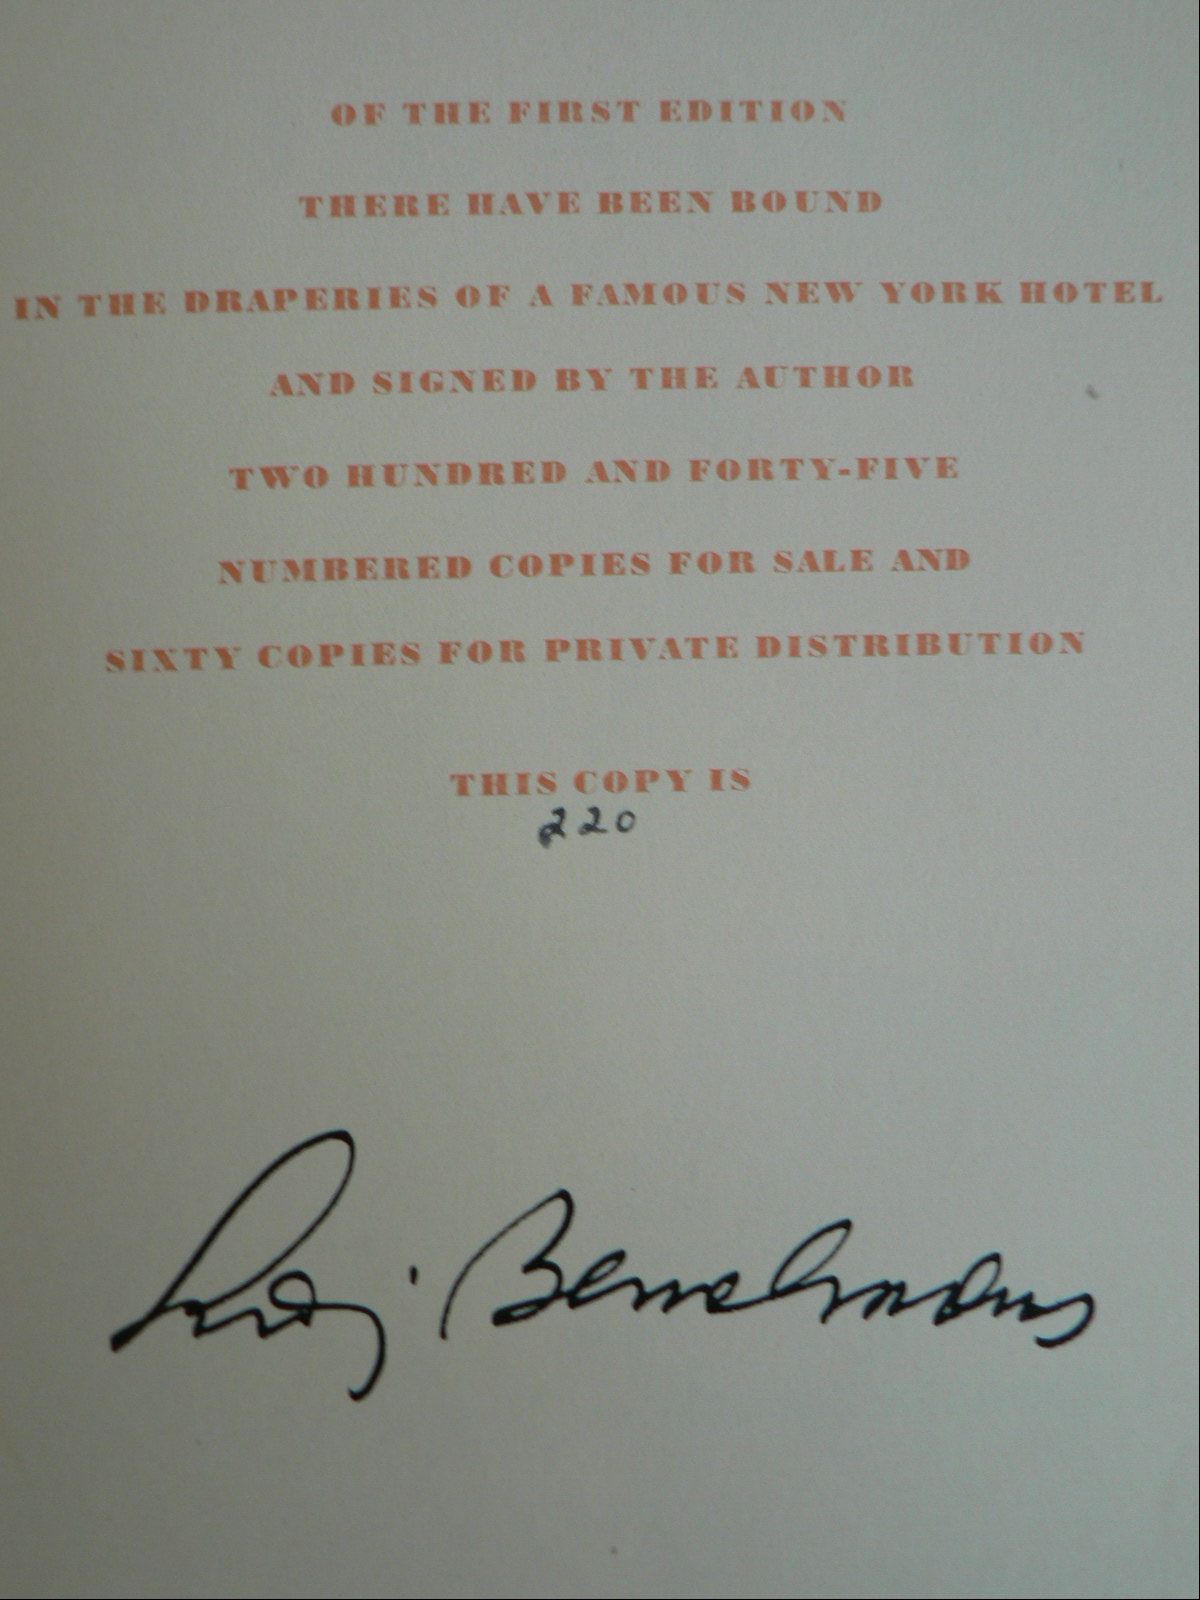 OF THE FIRST EDITION
THERE HAVE BEEN BOUND
IN THE DRAPERIES OF A FAMOUS NEW YORK HOTEL
AND SIGNED BY THE AUTHOR
TWO HUNDRED AND FORTY-FIVE
NUMBERED COPIES FOR SALE AND
SIXTY COPIES FOR PRIVATE DISTRIBUTION
THIS COPY IS
220
Ludwig Bemelmans